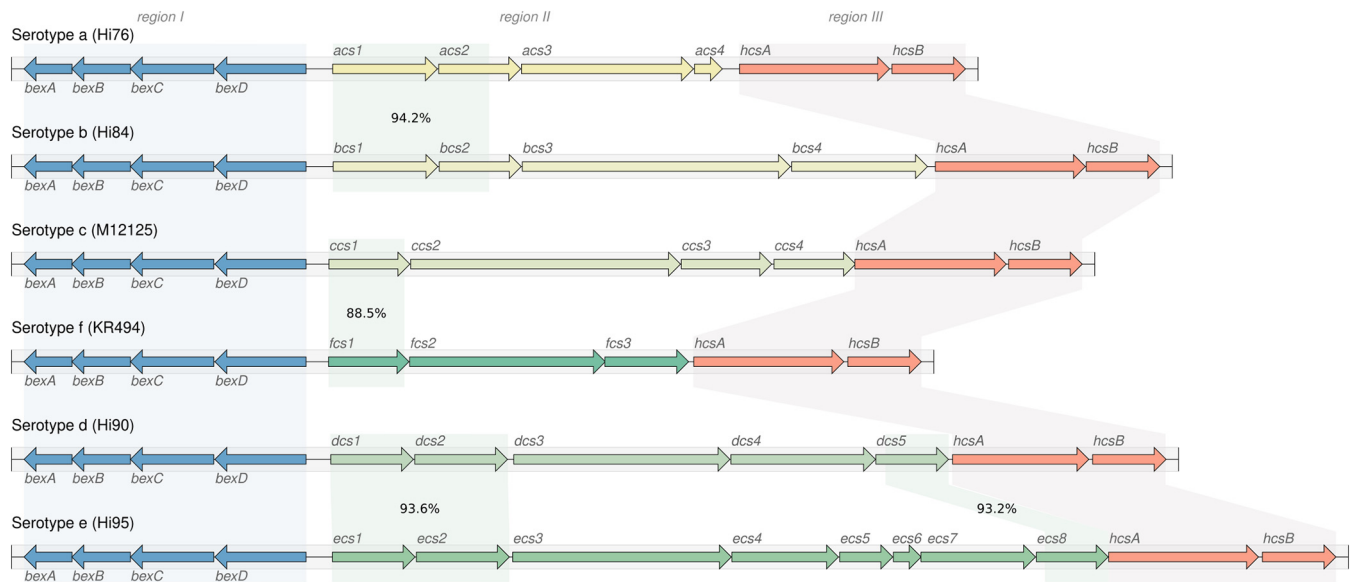 region I region II region III
Serotype a (Hi76)
acs1 acs2 acs3 acs4 hcsA hcsB
bexA bexB bexC bexD
94.2%
Serotype b (Hi84)
bcs1 bcs2 bcs3 bcs4 hcsA hcsB
bexA bexB bexC bexD
Serotype c (M12125)
ccs1 ccs2 ccs3 ccs4 hcsA hcsB
bexA bexB bexC bexD
88.5%
Serotype f (KR494)
fcs1 fcs2 fcs3 hcsA hcsB
bexA bexB bexC bexD
Serotype d (Hi90)
dcs1 dcs2 dcs3 dcs4 dcs5 hcsA hcsB
bexA bexB bexC bexD
93.6% 93.2%
Serotype e (Hi95)
ecs1 ecs2 ecs3 ecs4 ecs5 ecs6 ecs7 ecs8 hcsA hcsB
bexA bexB bexC bexD